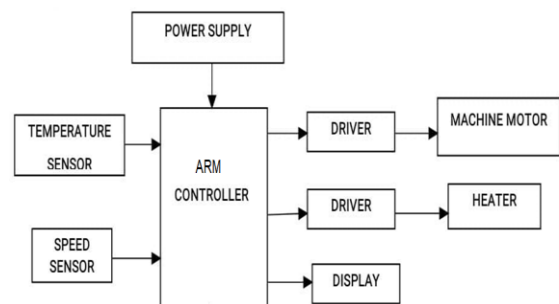 POWER SUPPLY
TEMPERATURE
SENSOR
SPEED
SENSOR
ARM
CONTROLLER
DRIVER
MACHINE MOTOR
DRIVER
HEATER
DISPLAY